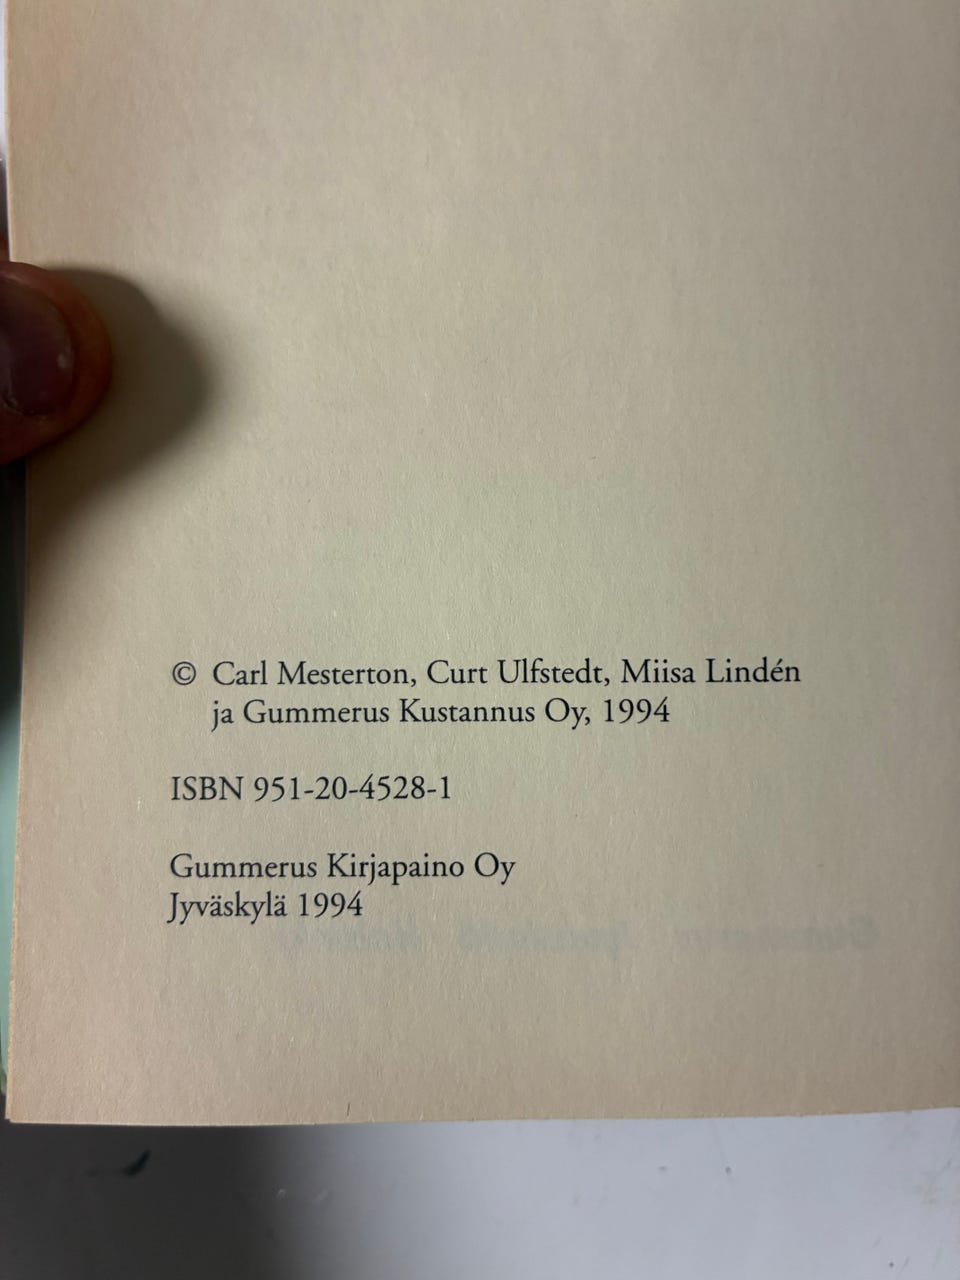 © Carl Mesterton, Curt Ulfstedt, Miisa Lindén
ja Gummerus Kustannus Oy, 1994
ISBN 951-20-4528-1
Gummerus Kirjapaino Oy
Jyväskylä 1994